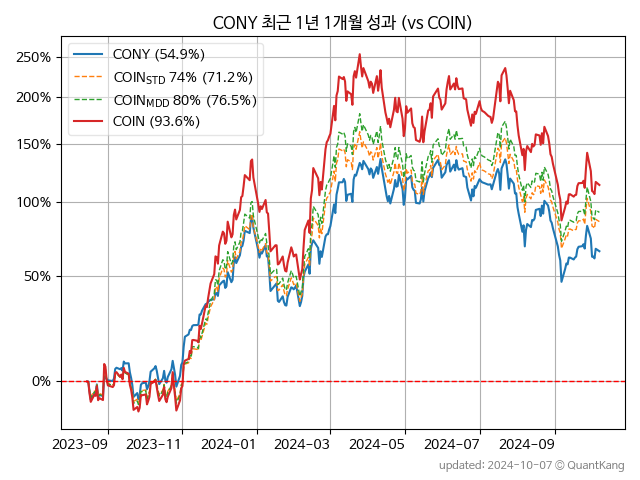 CONY 최근 1년 1개월 성과 (vs COIN)
250%
200%
150%
100%
50%
0%
CONY (54.9%)
COINSTD 74% (71.2%)
COINMDD 80% (76.5%)
COIN (93.6%)
2023-09 2023-11 2024-01 2024-03 2024-05 2024-07 2024-09
updated: 2024-10-07 © QuantKang